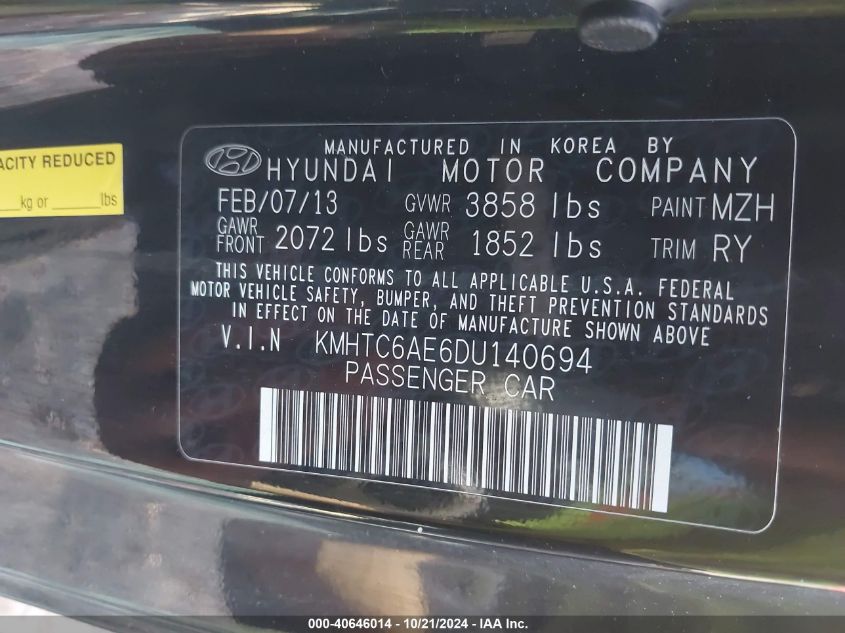 ACITY REDUCED
___kg or ______lbs
MANUFACTURED IN KOREA BY
HYUNDAI MOTOR COMPANY
FEB/07/13 GVWR 3858 lbs PAINT MZH
GAWR FRONT 2072 lbs GAWR REAR 1852 lbs TRIM RY
THIS VEHICLE CONFORMS TO ALL APPLICABLE U.S.A. FEDERAL
MOTOR VEHICLE SAFETY, BUMPER, AND THEFT PREVENTION STANDARDS
IN EFFECT ON THE DATE OF MANUFACTURE SHOWN ABOVE
V.I.N KMHTC6AE6DU140694
PASSENGER CAR
000-40646014 - 10/21/2024 - IAA Inc.